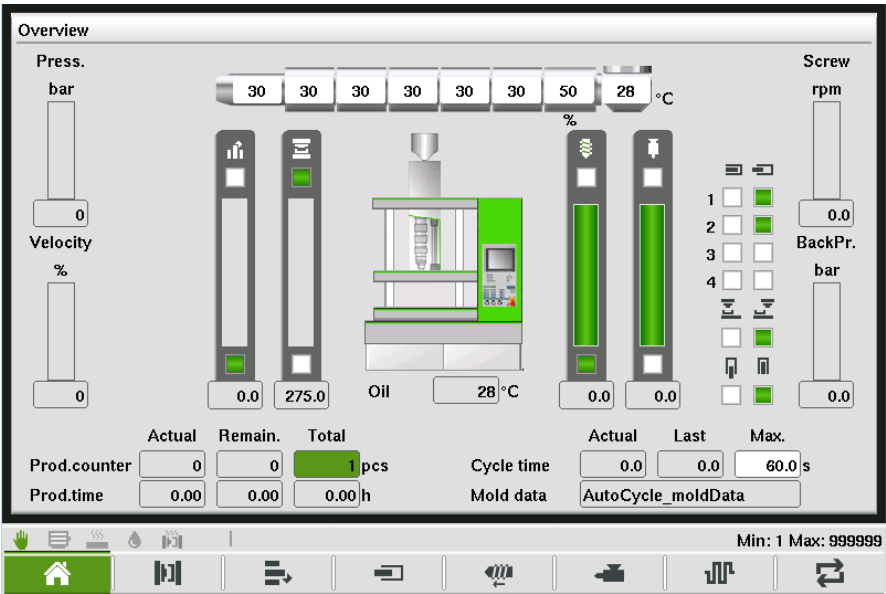 Overview
Press.
bar
0
Velocity
%
0
30 30 30 30 30 30 50 28 °C
%
Screw
rpm
0.0
BackPr.
bar
0.0
1
2
3
4
0.0 275.0 Oil 28 °C 0.0 0.0
Actual Remain. Total
Prod.counter 0 0 1 pcs
Prod.time 0.00 0.00 0.00 h
Actual Last Max.
Cycle time 0.0 0.0 60.0 s
Mold data AutoCycle_moldData
Min: 1 Max: 999999